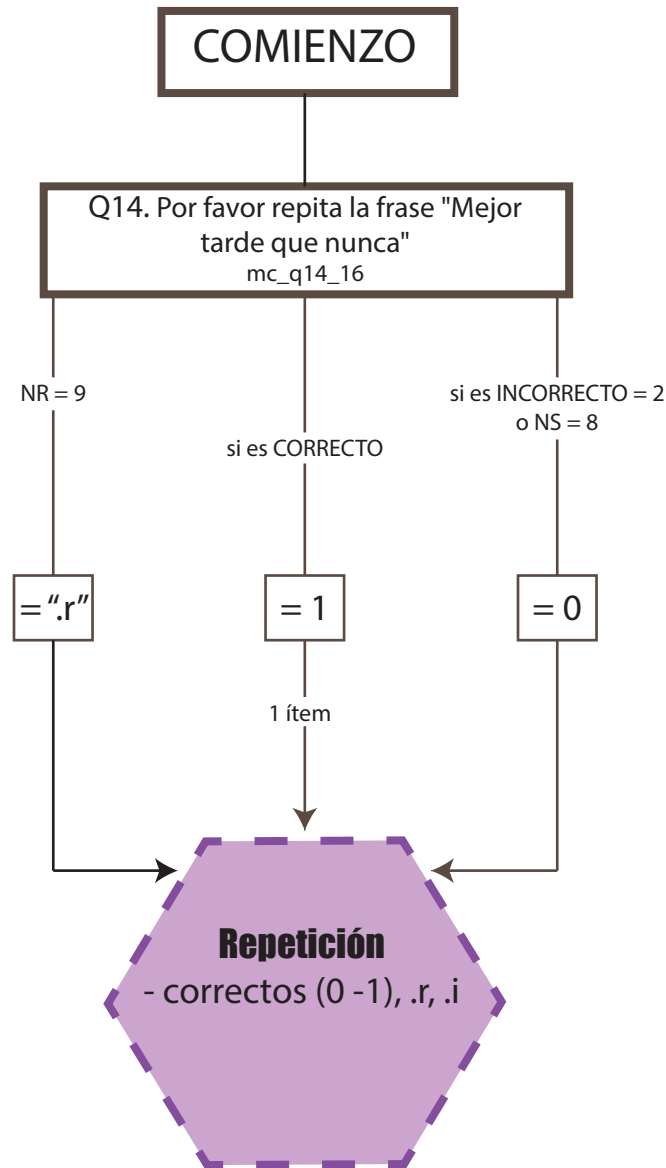 COMIENZO
Q14. Por favor repita la frase "Mejor
tarde que nunca"
mc_q14_16
NR = 9
si es CORRECTO
si es INCORRECTO = 2
o NS = 8
= “.r”
= 1
= 0
1 ítem
Repetición
- correctos (0 -1), .r, .i